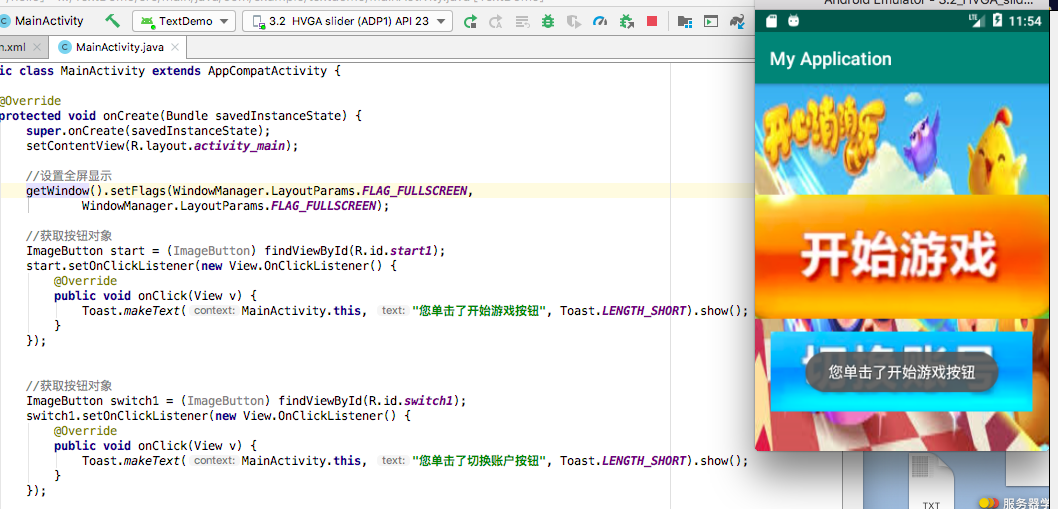 MainActivity
TextDemo
3.2 HVGA slider (ADP1) API 23
n.xml
MainActivity.java
ic class MainActivity extends AppCompatActivity {
@Override
protected void onCreate(Bundle savedInstanceState) {
super.onCreate(savedInstanceState);
setContentView(R.layout.activity_main);
//设置全屏显示
getWindow().setFlags(WindowManager.LayoutParams.FLAG_FULLSCREEN,
WindowManager.LayoutParams.FLAG_FULLSCREEN);
//获取按钮对象
ImageButton start = (ImageButton) findViewById(R.id.start1);
start.setOnClickListener(new View.OnClickListener() {
@Override
public void onClick(View v) {
Toast.makeText( context: MainActivity.this, text: "您单击了开始游戏按钮", Toast.LENGTH_SHORT).show();
}
});
//获取按钮对象
ImageButton switch1 = (ImageButton) findViewById(R.id.switch1);
switch1.setOnClickListener(new View.OnClickListener() {
@Override
public void onClick(View v) {
Toast.makeText( context: MainActivity.this, text: "您单击了切换账户按钮", Toast.LENGTH_SHORT).show();
}
});
LTE
11:54
My Application
开心消消乐
开始游戏
切换账号
您单击了开始游戏按钮
TXT
服务器学